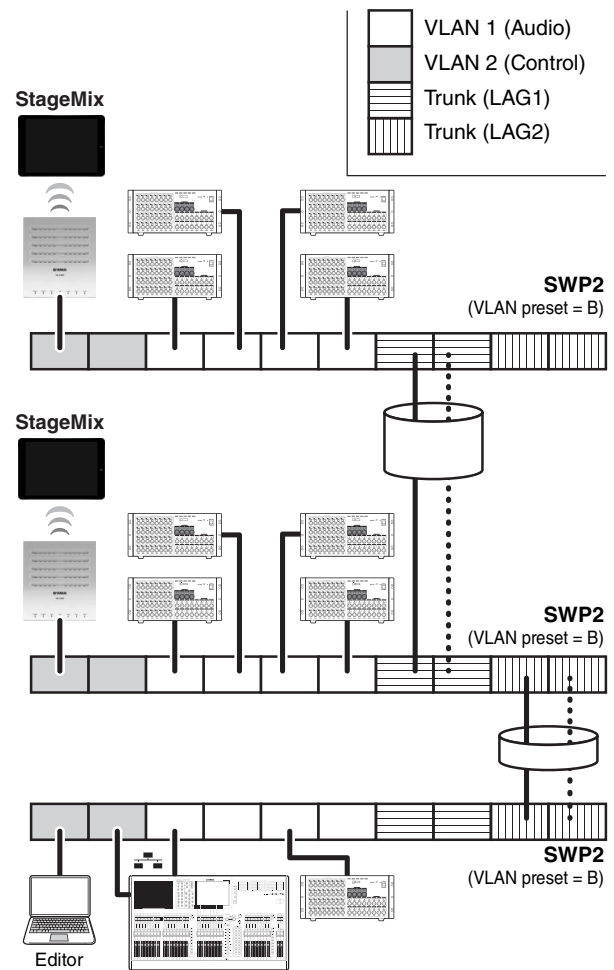 VLAN 1 (Audio)
VLAN 2 (Control)
Trunk (LAG1)
Trunk (LAG2)
StageMix
SWP2
(VLAN preset = B)
StageMix
SWP2
(VLAN preset = B)
SWP2
(VLAN preset = B)
Editor